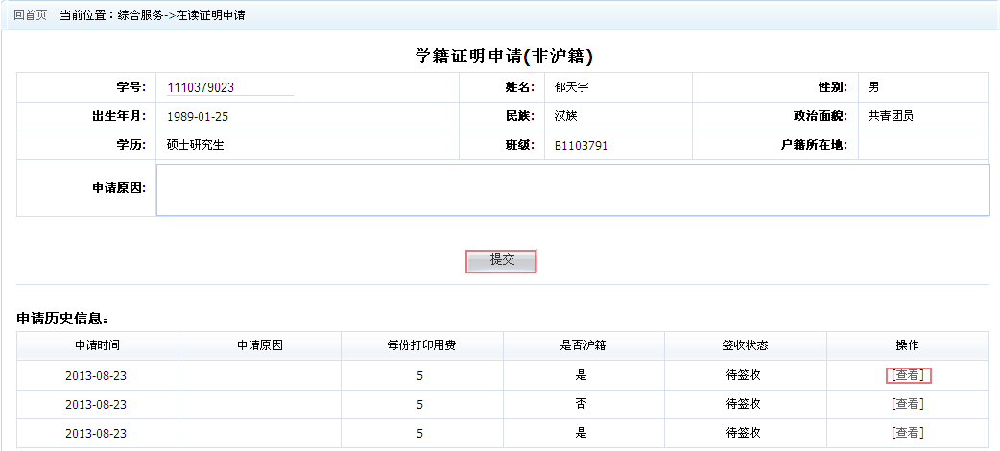 回首页 当前位置：综合服务->在读证明申请
学籍证明申请(非沪籍)
学号: 1110379023 姓名: 郁天宇 性别: 男
出生年月: 1989-01-25 民族: 汉族 政治面貌: 共青团员
学历: 硕士研究生 班级: B1103791 户籍所在地:
申请原因:
提交
申请历史信息：
申请时间 申请原因 每份打印用费 是否沪籍 签收状态 操作
2013-08-23 5 是 待签收 [查看]
2013-08-23 5 否 待签收 [查看]
2013-08-23 5 是 待签收 [查看]